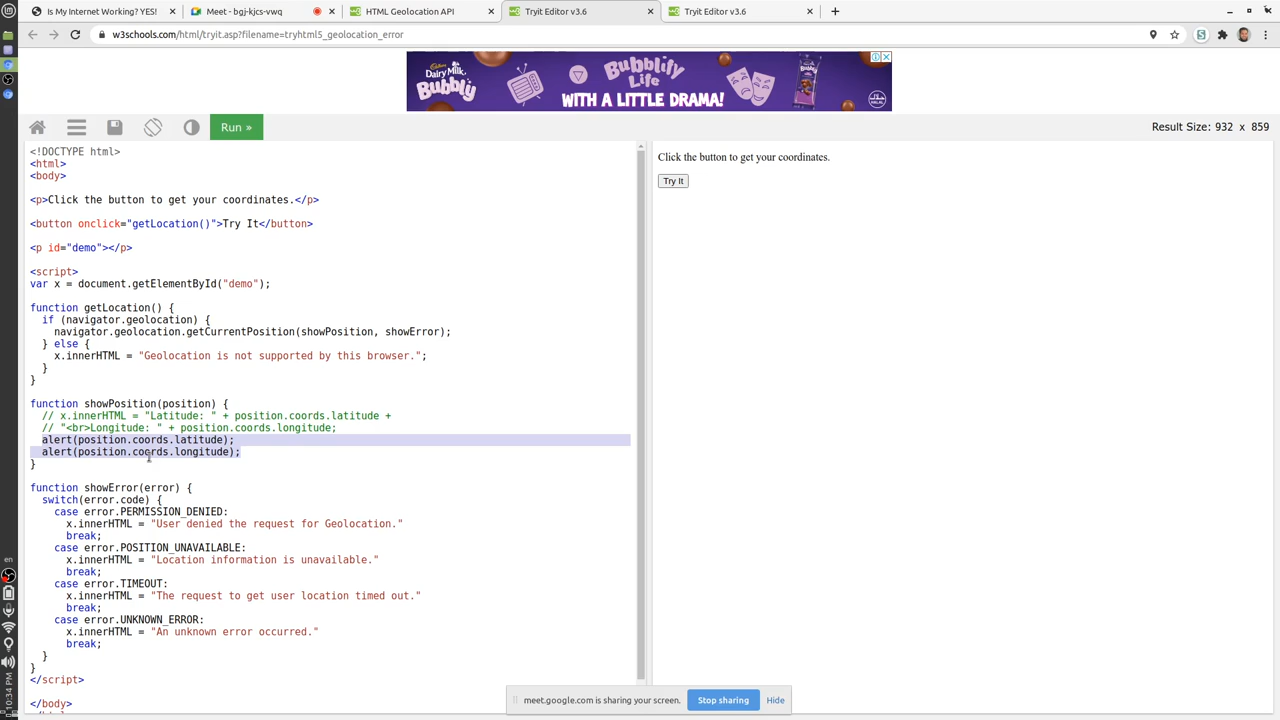 Is My Internet Working? YES!
Meet - bgj-kjcs-vwq
HTML Geolocation API
Tryit Editor v3.6
Tryit Editor v3.6
w3schools.com/html/tryit.asp?filename=tryhtml5_geolocation_error
Cadbury
Dairy Milk
Bubbly
Bubblify
Life
WITH A LITTLE DRAMA!
Run »
Result Size: 932 x 859
<!DOCTYPE html>
<html>
<body>
<p>Click the button to get your coordinates.</p>
<button onclick="getLocation()">Try It</button>
<p id="demo"></p>
<script>
var x = document.getElementById("demo");
function getLocation() {
if (navigator.geolocation) {
navigator.geolocation.getCurrentPosition(showPosition, showError);
} else {
x.innerHTML = "Geolocation is not supported by this browser.";
}
}
function showPosition(position) {
// x.innerHTML = "Latitude: " + position.coords.latitude +
// "<br>Longitude: " + position.coords.longitude;
alert(position.coords.latitude);
alert(position.coords.longitude);
}
function showError(error) {
switch(error.code) {
case error.PERMISSION_DENIED:
x.innerHTML = "User denied the request for Geolocation."
break;
case error.POSITION_UNAVAILABLE:
x.innerHTML = "Location information is unavailable."
break;
case error.TIMEOUT:
x.innerHTML = "The request to get user location timed out."
break;
case error.UNKNOWN_ERROR:
x.innerHTML = "An unknown error occurred."
break;
}
}
</script>
</body>
Click the button to get your coordinates.
Try It
meet.google.com is sharing your screen.
Stop sharing
Hide
en
10:34 PM